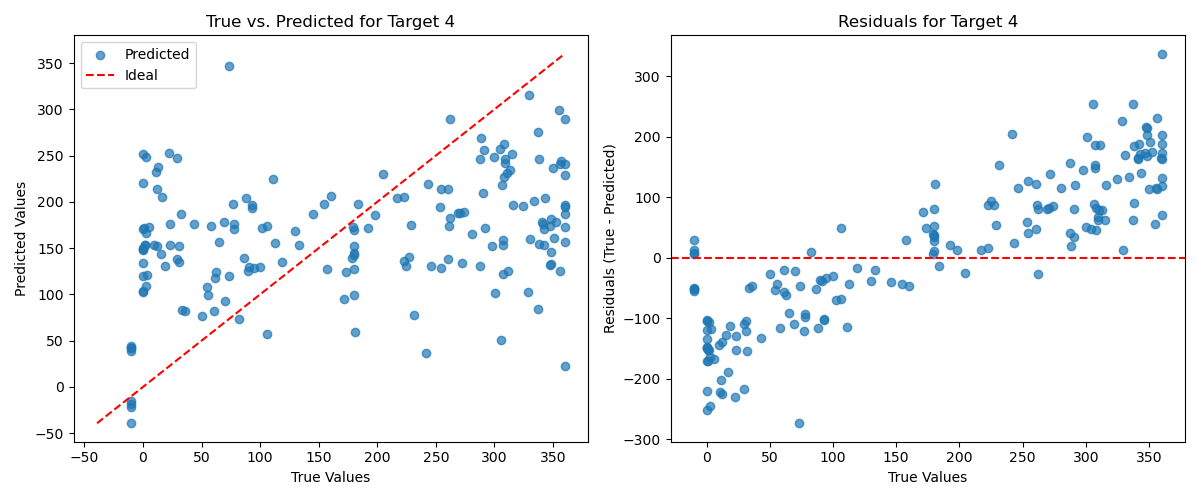 True vs. Predicted for Target 4
Predicted
Ideal
350
300
250
200
150
100
50
0
−50
Predicted Values
−50 0 50 100 150 200 250 300 350
True Values
Residuals for Target 4
300
200
100
0
−100
−200
−300
Residuals (True - Predicted)
0 50 100 150 200 250 300 350
True Values